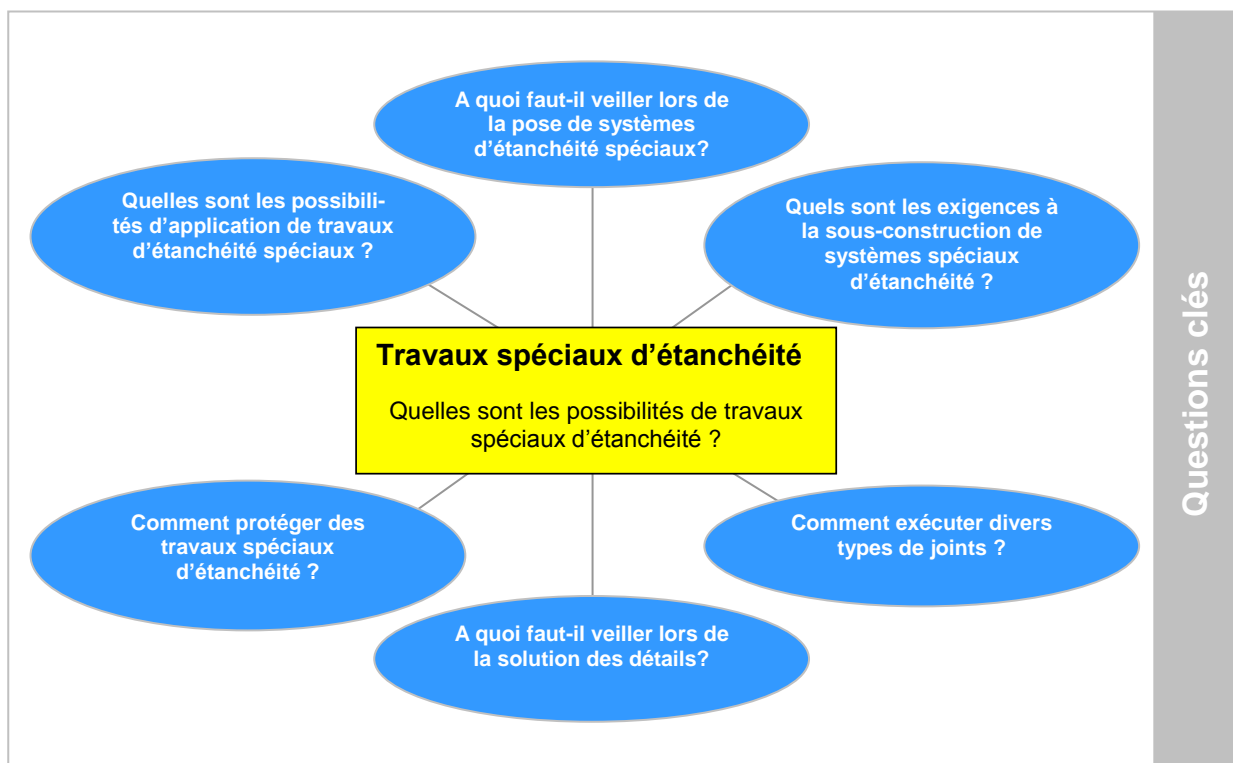 A quoi faut-il veiller lors de
la pose de systèmes
d’étanchéité spéciaux?
Quelles sont les possibili-
tés d’application de travaux
d’étanchéité spéciaux ?
Quels sont les exigences à
la sous-construction de
systèmes spéciaux
d’étanchéité ?
Travaux spéciaux d’étanchéité
Quelles sont les possibilités de travaux
spéciaux d’étanchéité ?
Comment protéger des
travaux spéciaux
d’étanchéité ?
Comment exécuter divers
types de joints ?
A quoi faut-il veiller lors de
la solution des détails?
Questions clés